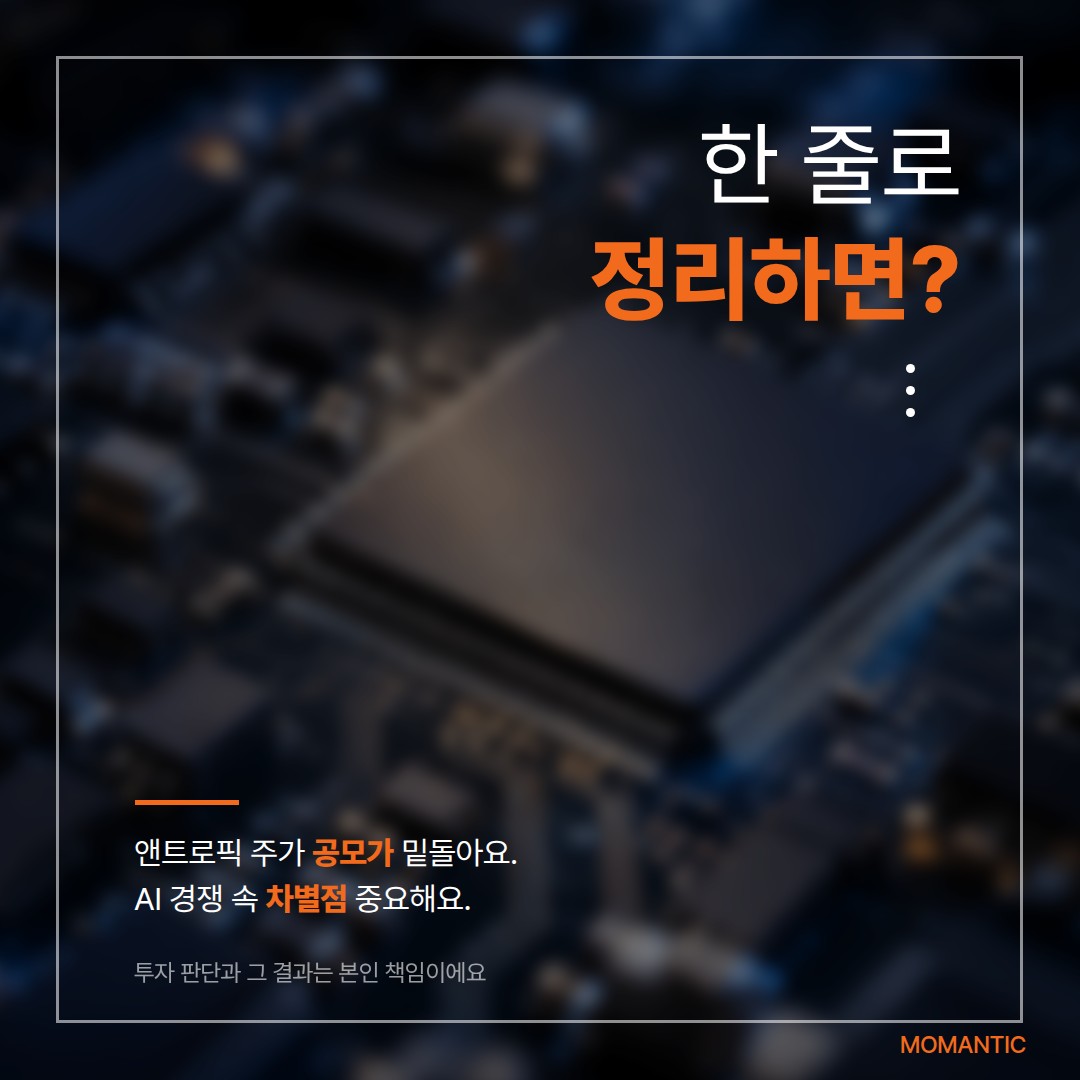 한 줄로
정리하면?
앤트로픽 주가 공모가 밑돌아요.
AI 경쟁 속 차별점 중요해요.
투자 판단과 그 결과는 본인 책임이에요
MOMANTIC